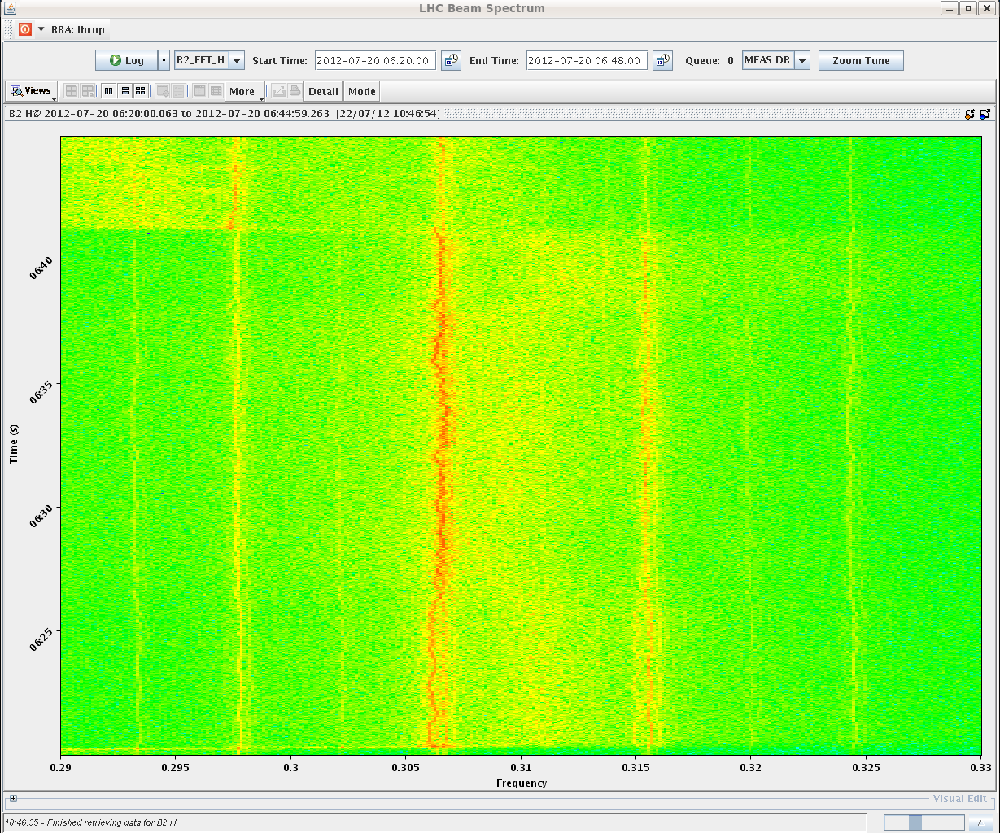 LHC Beam Spectrum
RBA: lhcop
Log B2_FFT_H Start Time: 2012-07-20 06:20:00 End Time: 2012-07-20 06:48:00 Queue: 0 MEAS DB Zoom Tune
Views More Detail Mode
B2 H@ 2012-07-20 06:20:00.063 to 2012-07-20 06:44:59.263 [22/07/12 10:46:54]
06:40
06:35
Time (s)
06:30
06:25
0.29 0.295 0.3 0.305 0.31 0.315 0.32 0.325 0.33
Frequency
Visual Edit
10:46:35 - Finished retrieving data for B2 H